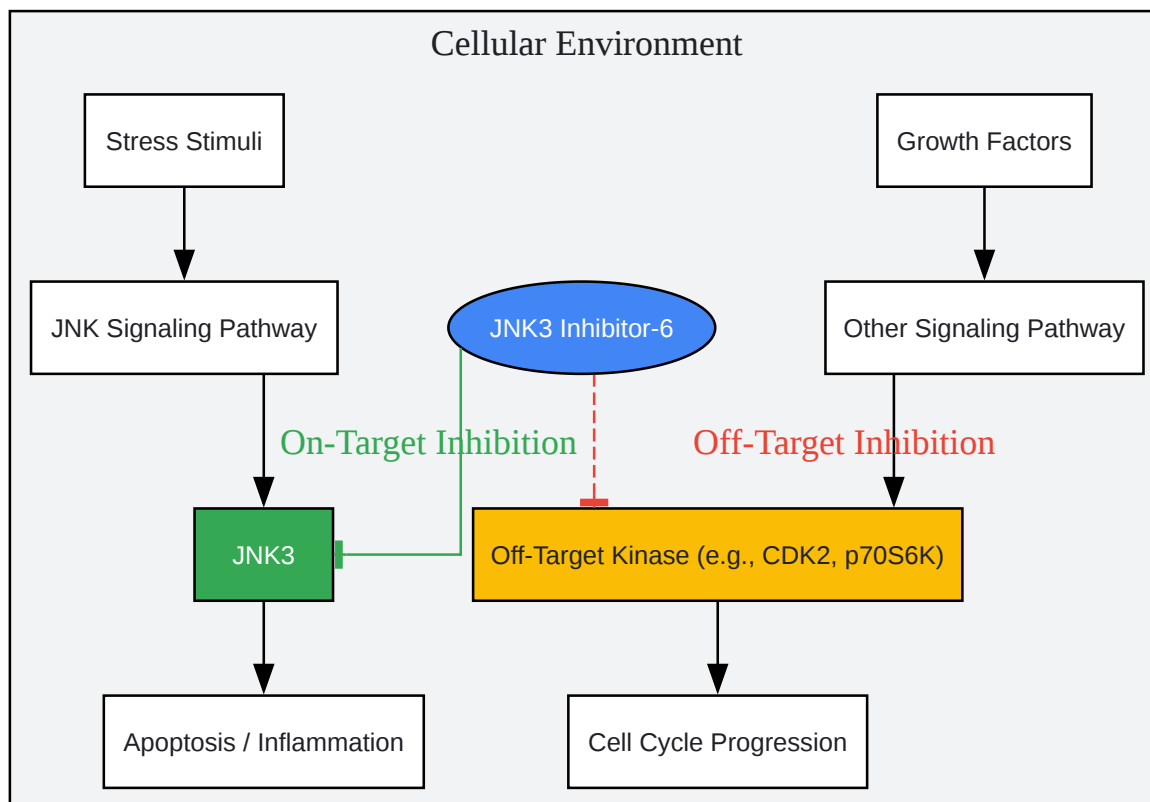 Cellular Environment
Stress Stimuli
Growth Factors
JNK Signaling Pathway
JNK3 Inhibitor-6
Other Signaling Pathway
On-Target Inhibition
Off-Target Inhibition
JNK3
Off-Target Kinase (e.g., CDK2, p70S6K)
Apoptosis / Inflammation
Cell Cycle Progression